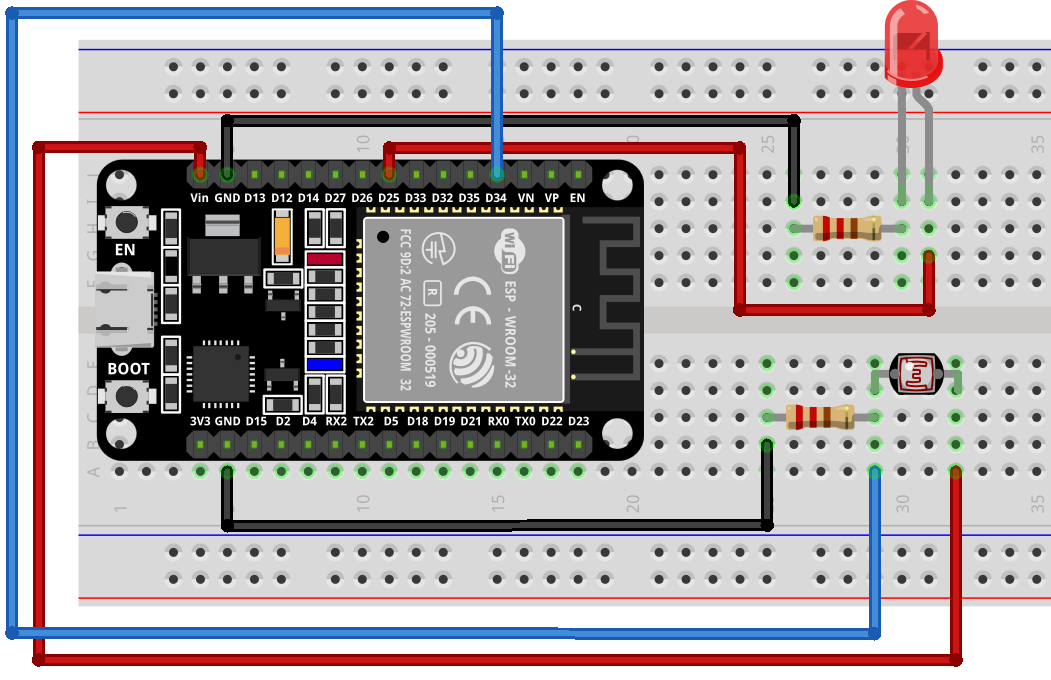 10
25
30
35
J
I
H
G
F
Vin GND D13 D12 D14 D27 D26 D25 D33 D32 D35 D34 VN VP EN
EN
BOOT
FCC 9D:2 AC 72-ESPWROOM 32
R
205 - 000519
CE
WiFi
ESP - WROOM -32
C
3V3 GND D15 D2 D4 RX2 TX2 D5 D18 D19 D21 RX0 TX0 D22 D23
E
D
C
B
A
1
10
15
20
30
35